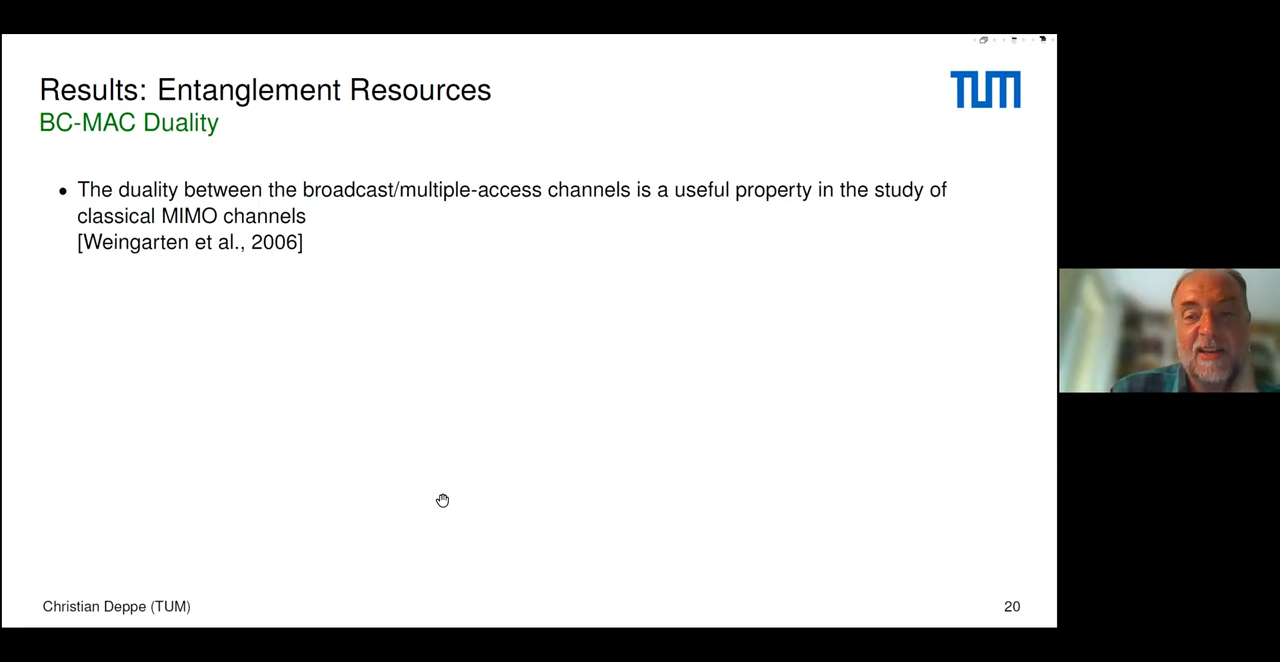 Results: Entanglement Resources
TUM
BC-MAC Duality
• The duality between the broadcast/multiple-access channels is a useful property in the study of
classical MIMO channels
[Weingarten et al., 2006]
Christian Deppe (TUM)
20